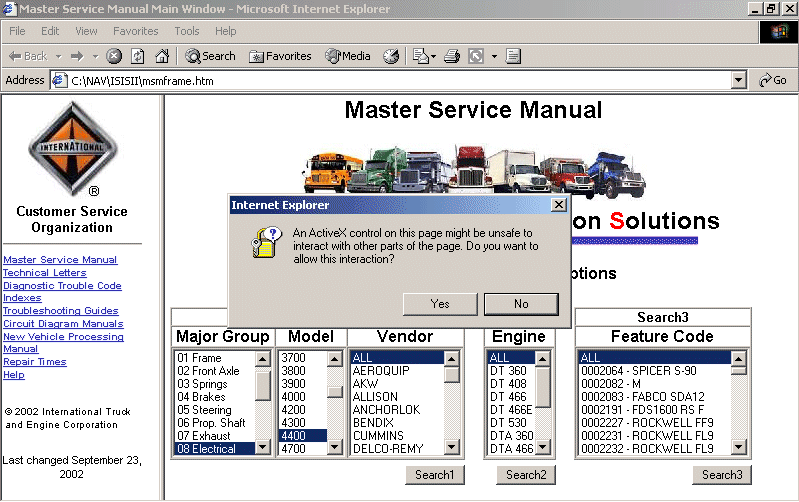 Master Service Manual Main Window - Microsoft Internet Explorer
File Edit View Favorites Tools Help
Back Search Favorites Media
Address C:\NAV\ISISII\msmframe.htm Go
INTERNATIONAL
®
Customer Service
Organization
Master Service Manual
Technical Letters
Diagnostic Trouble Code
Indexes
Troubleshooting Guides
Circuit Diagram Manuals
New Vehicle Processing
Manual
Repair Times
Help
© 2002 International Truck
and Engine Corporation
Last changed September 23,
2002
Master Service Manual
on Solutions
Internet Explorer
An ActiveX control on this page might be unsafe to
interact with other parts of the page. Do you want to
allow this interaction?
Yes No
Search3
Major Group Model Vendor Engine Feature Code
01 Frame 3700 ALL ALL ALL
02 Front Axle 3800 AEROQUIP DT 360 0002064 - SPICER S-90
03 Springs 3900 AKW DT 408 0002082 - M
04 Brakes 4000 ALLISON DT 466 0002083 - FABCO SDA12
05 Steering 4200 ANCHORLOK DT 466E 0002191 - FDS1600 RS F
06 Prop. Shaft 4300 BENDIX DT 530 0002227 - ROCKWELL FF9
07 Exhaust 4400 CUMMINS DTA 360 0002231 - ROCKWELL FL9
08 Electrical 4700 DELCO-REMY DTA 466 0002232 - ROCKWELL FL9
Search1 Search2 Search3